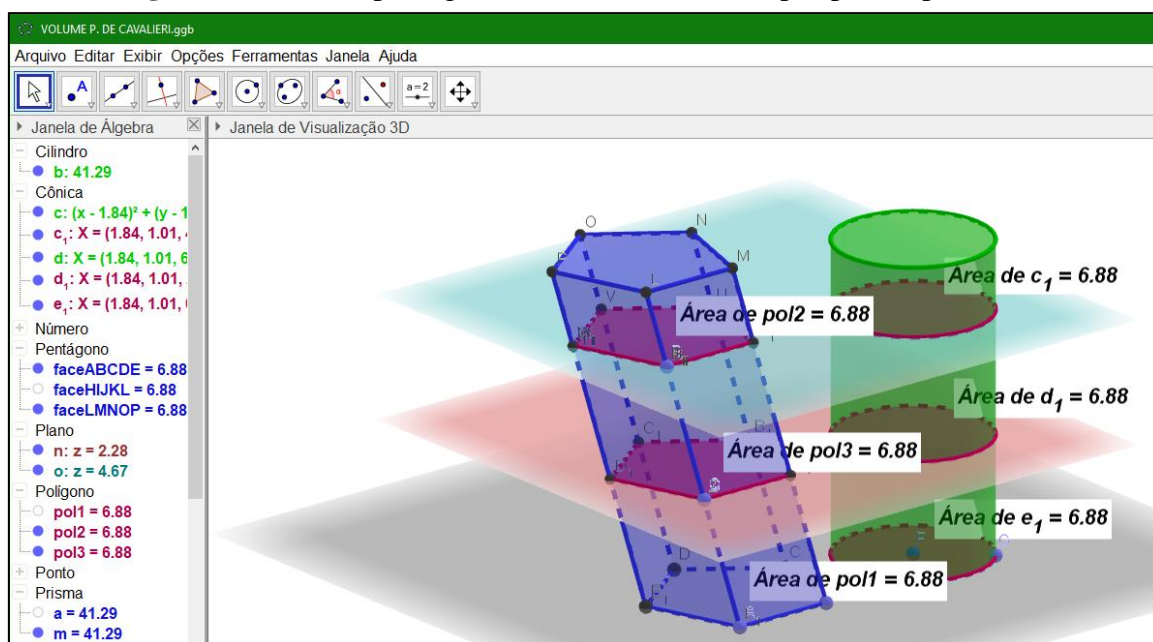 VOLUME P. DE CAVALIERI.ggb
Arquivo Editar Exibir Opções Ferramentas Janela Ajuda
A
α
a=2
Janela de Álgebra
Janela de Visualização 3D
Cilindro
b: 41.29
Cônica
c: (x - 1.84)² + (y - 1
c₁: X = (1.84, 1.01,
d: X = (1.84, 1.01, 6
d₁: X = (1.84, 1.01,
e₁: X = (1.84, 1.01,
Número
Pentágono
faceABCDE = 6.88
faceHIJKL = 6.88
faceLMNOP = 6.88
Plano
n: z = 2.28
o: z = 4.67
Polígono
pol1 = 6.88
pol2 = 6.88
pol3 = 6.88
Ponto
Prisma
a = 41.29
m = 41.29
O
N
M
V
Área de c₁ = 6.88
Área de pol2 = 6.88
Área de d₁ = 6.88
C₁
Área de pol3 = 6.88
Área de e₁ = 6.88
D
C
Área de pol1 = 6.88